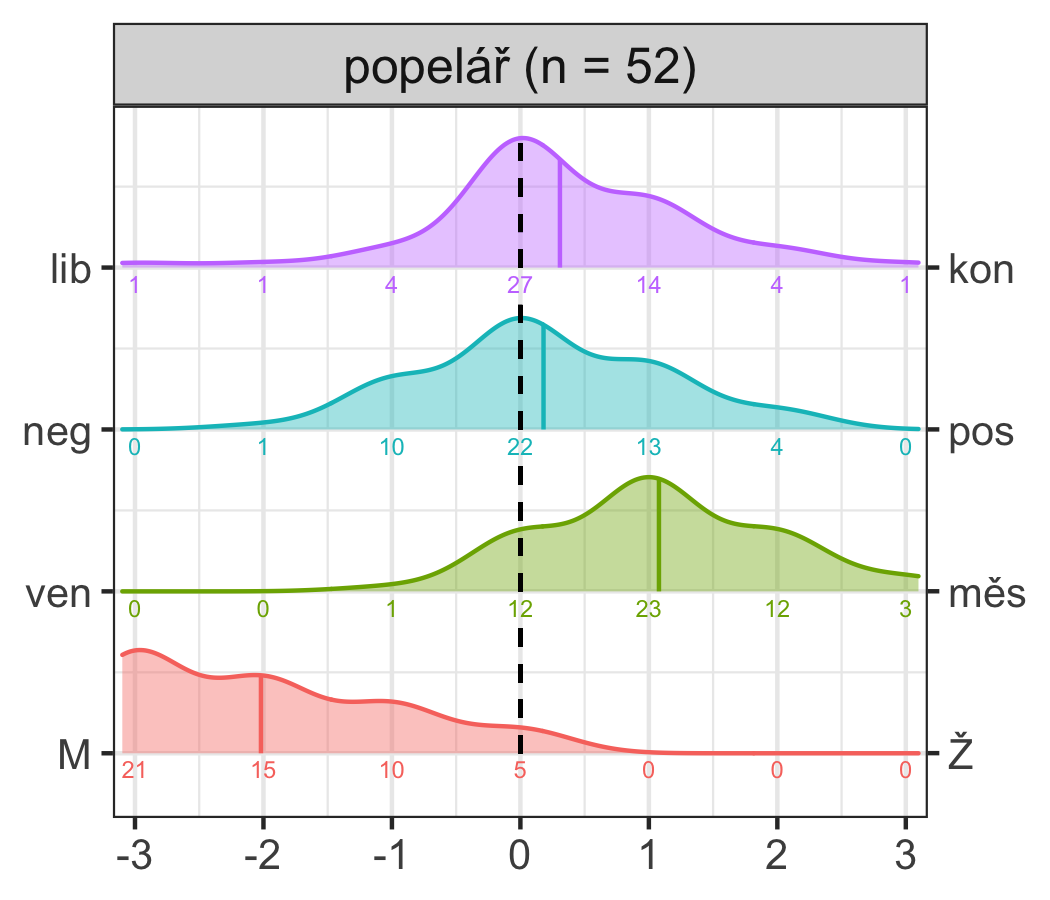 popelář (n = 52)
lib kon
1 1 4 27 14 4 1
neg pos
0 1 10 22 13 4 0
ven měs
0 0 1 12 23 12 3
M Ž
21 15 10 5 0 0 0
-3 -2 -1 0 1 2 3